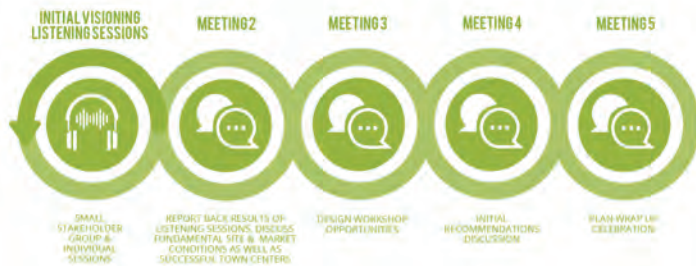 INITIAL VISIONING
LISTENING SESSIONS
MEETING 2
MEETING 3
MEETING 4
MEETING 5
SMALL
STAKEHOLDER
GROUP &
INDIVIDUAL
SESSIONS
REPORT BACK RESULTS OF
LISTENING SESSIONS, DISCUSS
FUNDAMENTAL SITE & MARKET
CONDITIONS AS WELL AS
SUCCESSFUL TOWN CENTERS
DESIGN WORKSHOP
OPPORTUNITIES
INITIAL
RECOMMENDATIONS
DISCUSSION
PLAN WRAP UP
CELEBRATION